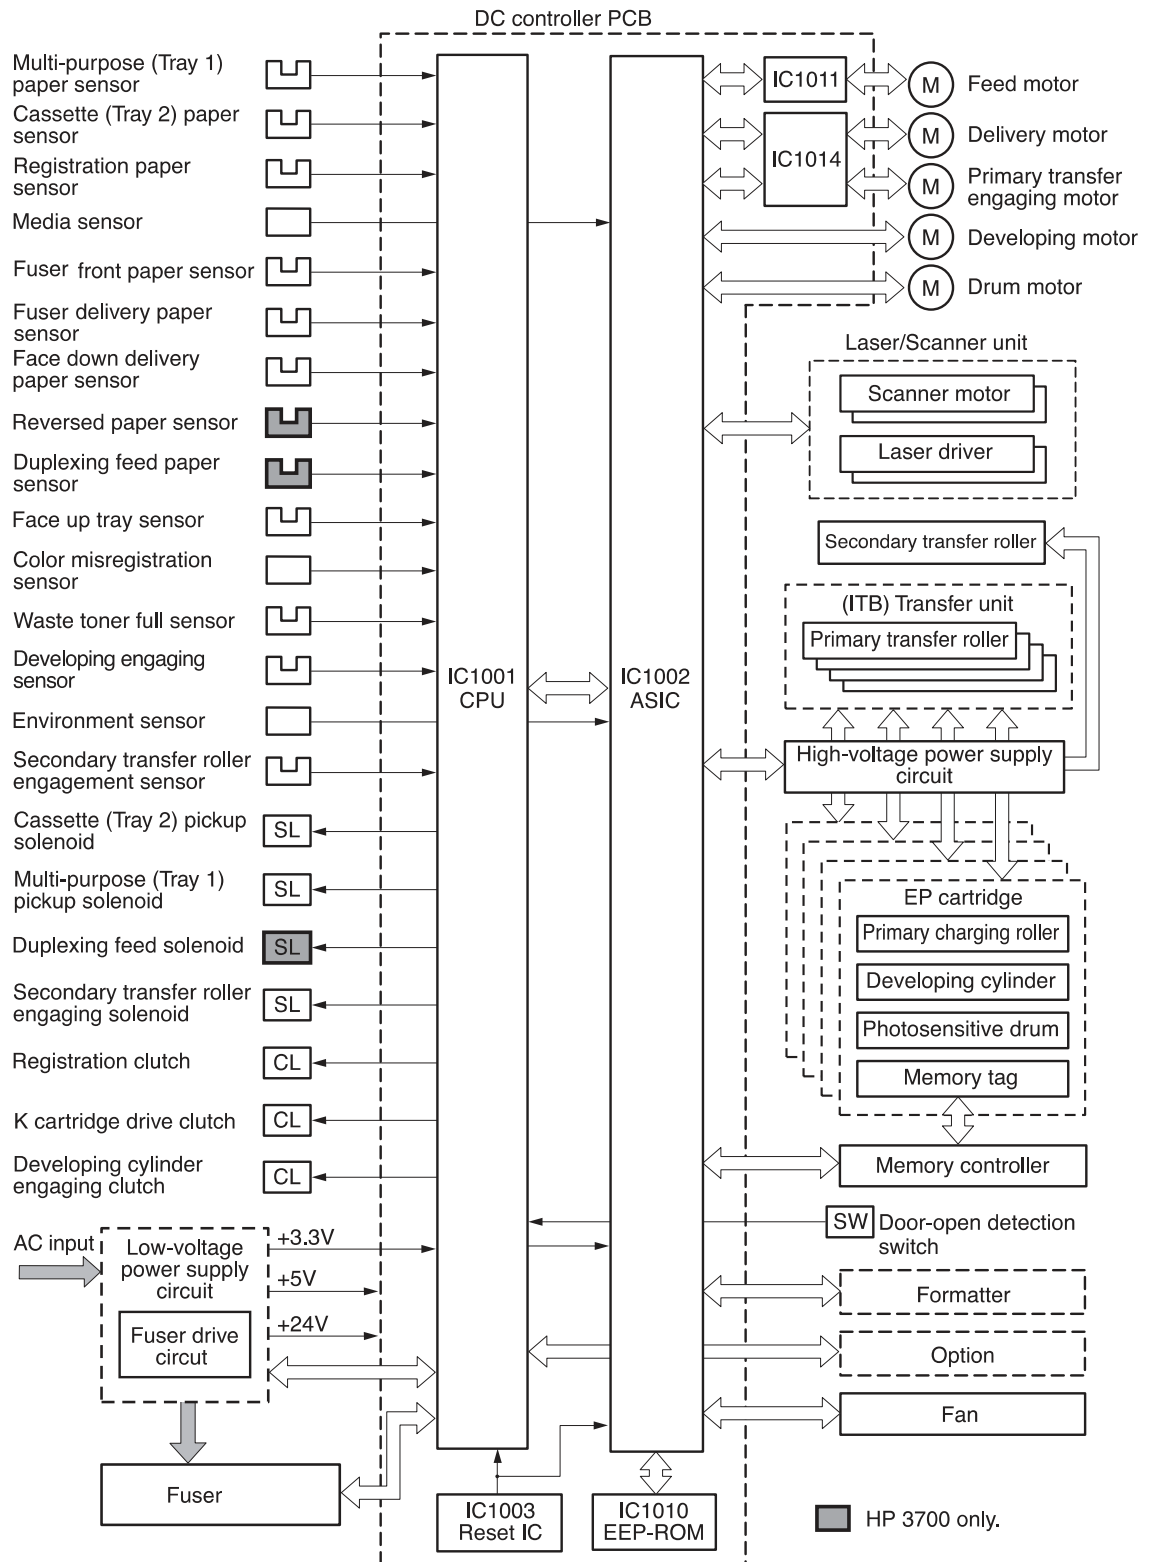 DC controller PCB
Multi-purpose (Tray 1)
paper sensor
Cassette (Tray 2) paper
sensor
Registration paper
sensor
Media sensor
Fuser front paper sensor
Fuser delivery paper
sensor
Face down delivery
paper sensor
Reversed paper sensor
Duplexing feed paper
sensor
Face up tray sensor
Color misregistration
sensor
Waste toner full sensor
Developing engaging
sensor
Environment sensor
Secondary transfer roller
engagement sensor
Cassette (Tray 2) pickup
solenoid
SL
Multi-purpose (Tray 1)
pickup solenoid
SL
Duplexing feed solenoid
SL
Secondary transfer roller
engaging solenoid
SL
Registration clutch
CL
K cartridge drive clutch
CL
Developing cylinder
engaging clutch
CL
AC input
Low-voltage
power supply
circuit
Fuser drive
circut
+3.3V
+5V
+24V
Fuser
IC1001
CPU
IC1002
ASIC
IC1003
Reset IC
IC1010
EEP-ROM
IC1011
M
Feed motor
IC1014
M
Delivery motor
M
Primary transfer
engaging motor
M
Developing motor
M
Drum motor
Laser/Scanner unit
Scanner motor
Laser driver
Secondary transfer roller
(ITB) Transfer unit
Primary transfer roller
High-voltage power supply
circuit
EP cartridge
Primary charging roller
Developing cylinder
Photosensitive drum
Memory tag
Memory controller
SW
Door-open detection
switch
Formatter
Option
Fan
HP 3700 only.